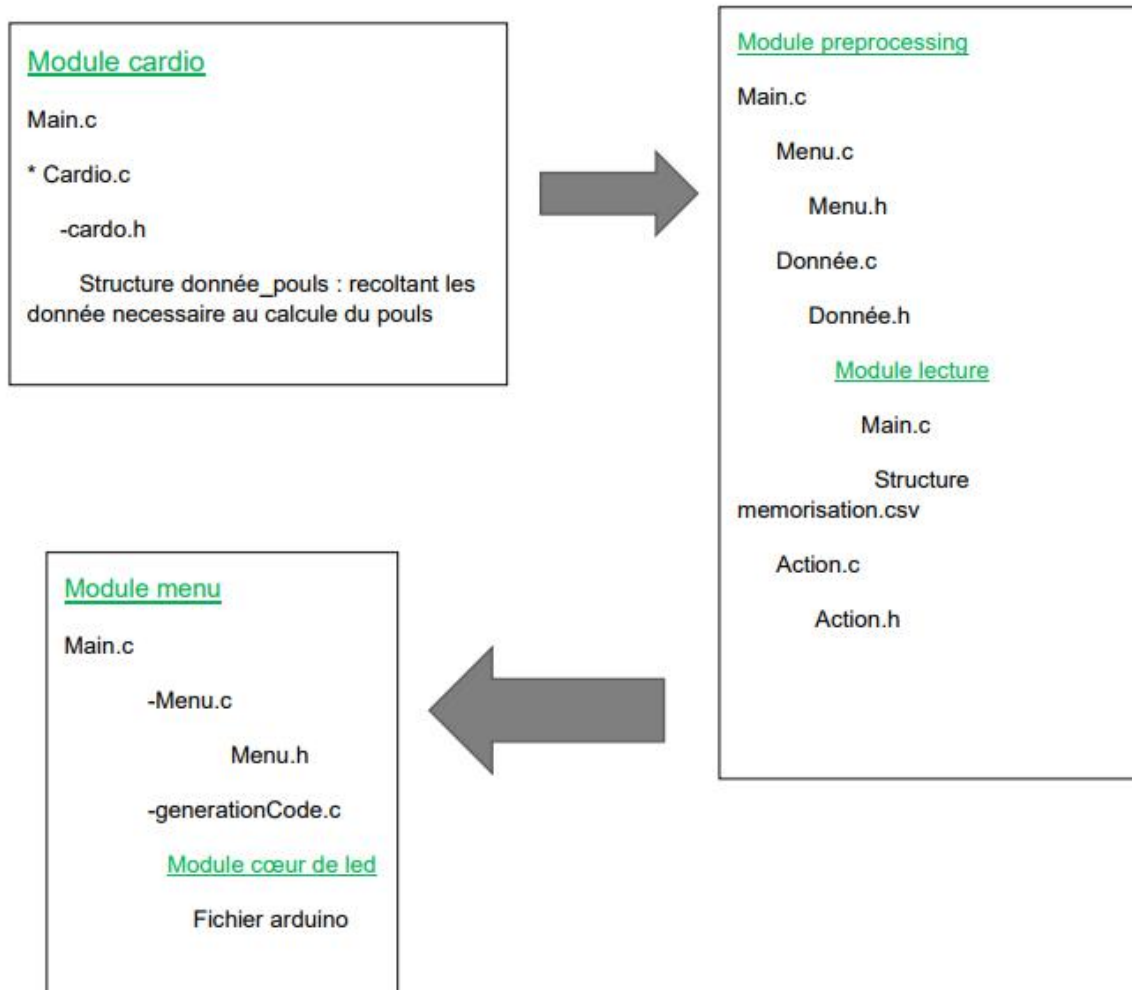 Module cardio
Main.c
* Cardio.c
-cardo.h
Structure donnée_pouls : recoltant les
donnée necessaire au calcule du pouls
Module preprocessing
Main.c
Menu.c
Menu.h
Donnée.c
Donnée.h
Module lecture
Main.c
Structure
memorisation.csv
Action.c
Action.h
Module menu
Main.c
-Menu.c
Menu.h
-generationCode.c
Module cœur de led
Fichier arduino